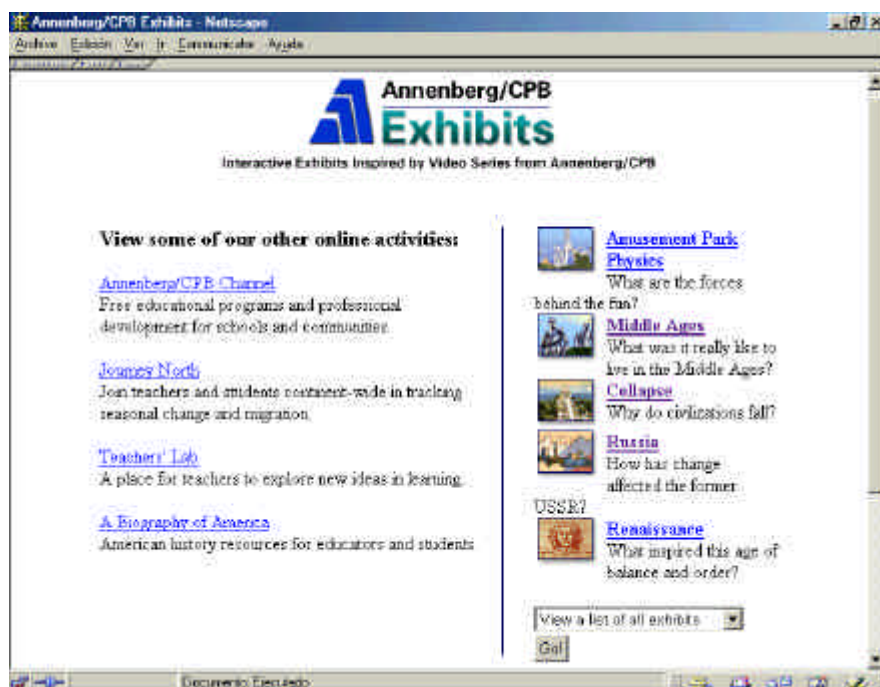 Annenberg/CPB Exhibits - Netscape
Archivo Edición Ver Ir Communicator Ayuda
Annenberg/CPB
Exhibits
Interactive Exhibits Inspired by Video Series from Annenberg/CPB
View some of our other online activities:
Annenberg/CPB Channel
Free educational programs and professional
development for schools and communities.
Journey North
Join teachers and students continent-wide in tracking
seasonal change and migration.
Teachers' Lab
A place for teachers to explore new ideas in learning.
A Biography of America
American history resources for educators and students
Amusement Park
Physics
What are the forces
behind the fun?
Middle Ages
What was it really like to
live in the Middle Ages?
Collapse
Why do civilizations fall?
Russia
How has change
affected the former
USSR?
Renaissance
What inspired this age of
balance and order?
View a list of all exhibits
Go!
Documento: Ejecutado